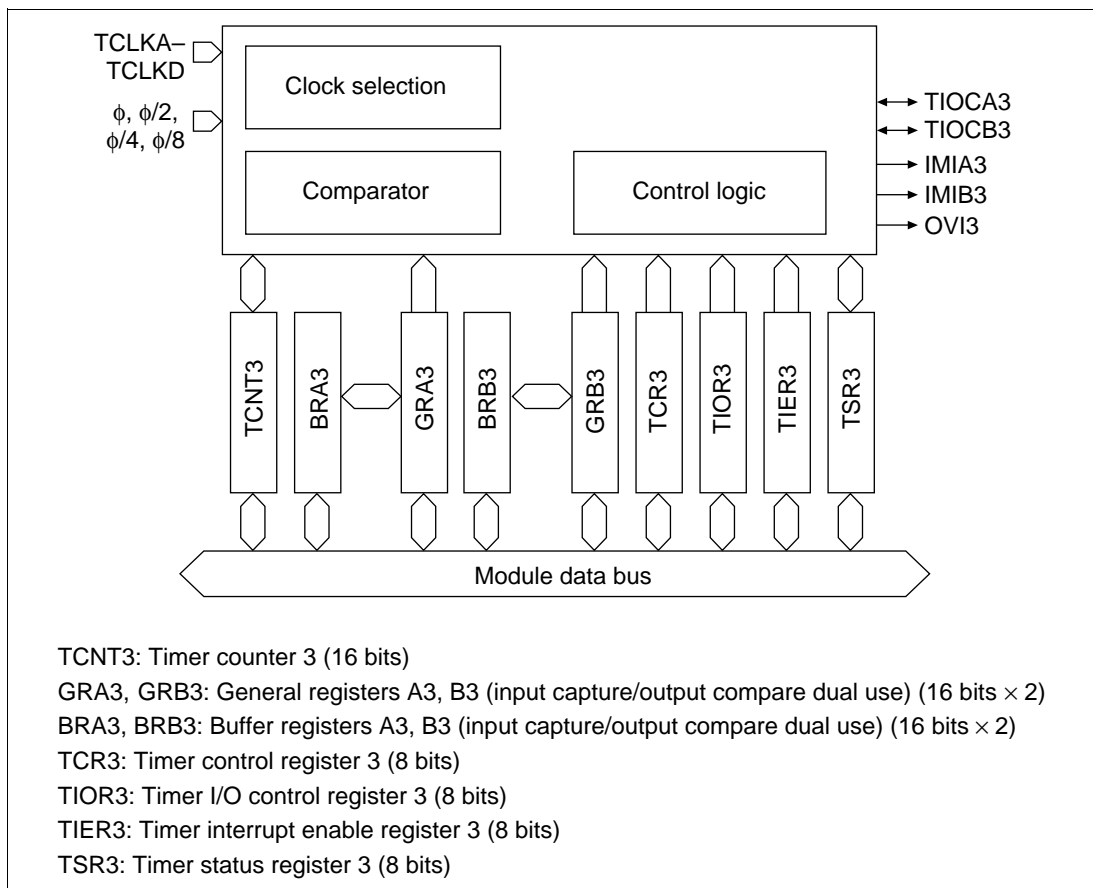 TCLKA–
TCLKD
ϕ, ϕ/2,
ϕ/4, ϕ/8
Clock selection
Comparator
Control logic
TIOCA3
TIOCB3
IMIA3
IMIB3
OVI3
TCNT3
BRA3
GRA3
BRB3
GRB3
TCR3
TIOR3
TIER3
TSR3
Module data bus
TCNT3: Timer counter 3 (16 bits)
GRA3, GRB3: General registers A3, B3 (input capture/output compare dual use) (16 bits × 2)
BRA3, BRB3: Buffer registers A3, B3 (input capture/output compare dual use) (16 bits × 2)
TCR3: Timer control register 3 (8 bits)
TIOR3: Timer I/O control register 3 (8 bits)
TIER3: Timer interrupt enable register 3 (8 bits)
TSR3: Timer status register 3 (8 bits)